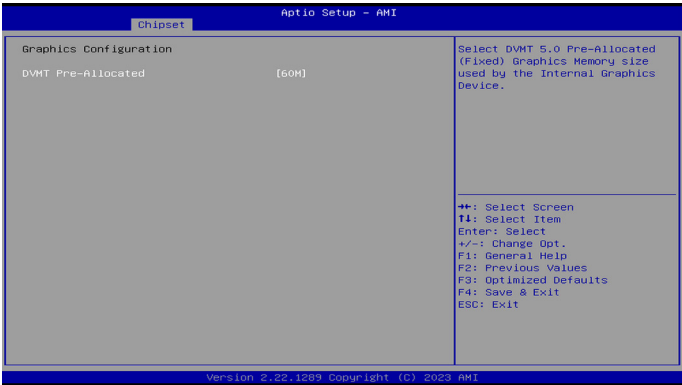 Aptio Setup – AMI
Chipset
Graphics Configuration
DVMT Pre-Allocated [60M]
Select DVMT 5.0 Pre-Allocated
(Fixed) Graphics Memory size
used by the Internal Graphics
Device.
→←: Select Screen
↑↓: Select Item
Enter: Select
+/-: Change Opt.
F1: General Help
F2: Previous Values
F3: Optimized Defaults
F4: Save & Exit
ESC: Exit
Version 2.22.1289 Copyright (C) 2023 AMI